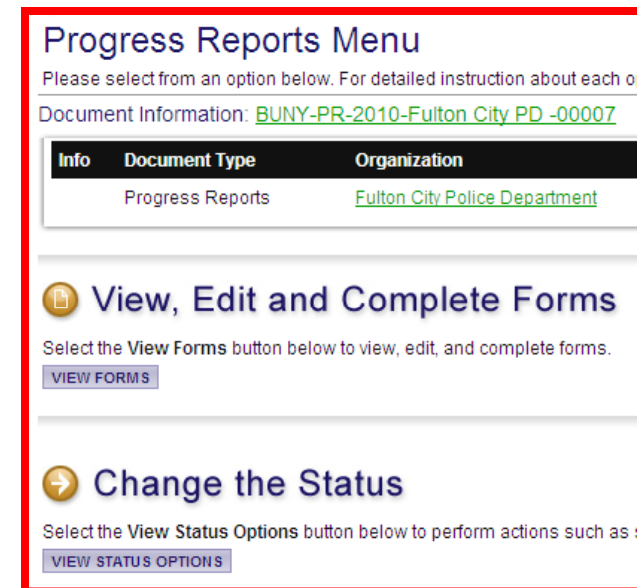 Progress Reports Menu
Please select from an option below. For detailed instruction about each
Document Information: BUNY-PR-2010-Fulton City PD -00007
Info Document Type Organization
Progress Reports Fulton City Police Department
View, Edit and Complete Forms
Select the View Forms button below to view, edit, and complete forms.
VIEW FORMS
Change the Status
Select the View Status Options button below to perform actions such as
VIEW STATUS OPTIONS